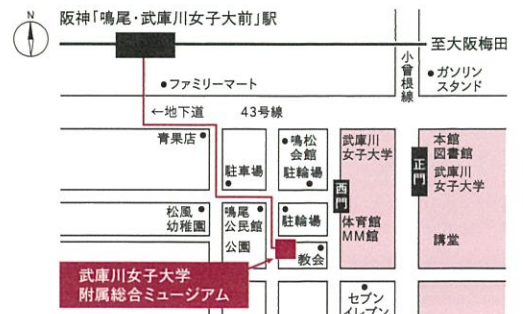 阪神「鳴尾・武庫川女子大前」駅
N
至大阪梅田
小曾根線
ガソリン
スタンド
ファミリーマート
←地下道
43号線
青果店
駐車場
鳴松
会館
駐輪場
武庫川
女子大学
西門
体育館
MM館
正門
本館
図書館
武庫川
女子大学
講堂
松風
幼稚園
鳴尾
公民館
公園
駐輪場
教会
武庫川女子大学
附属総合ミュージアム
セブン
イレブン